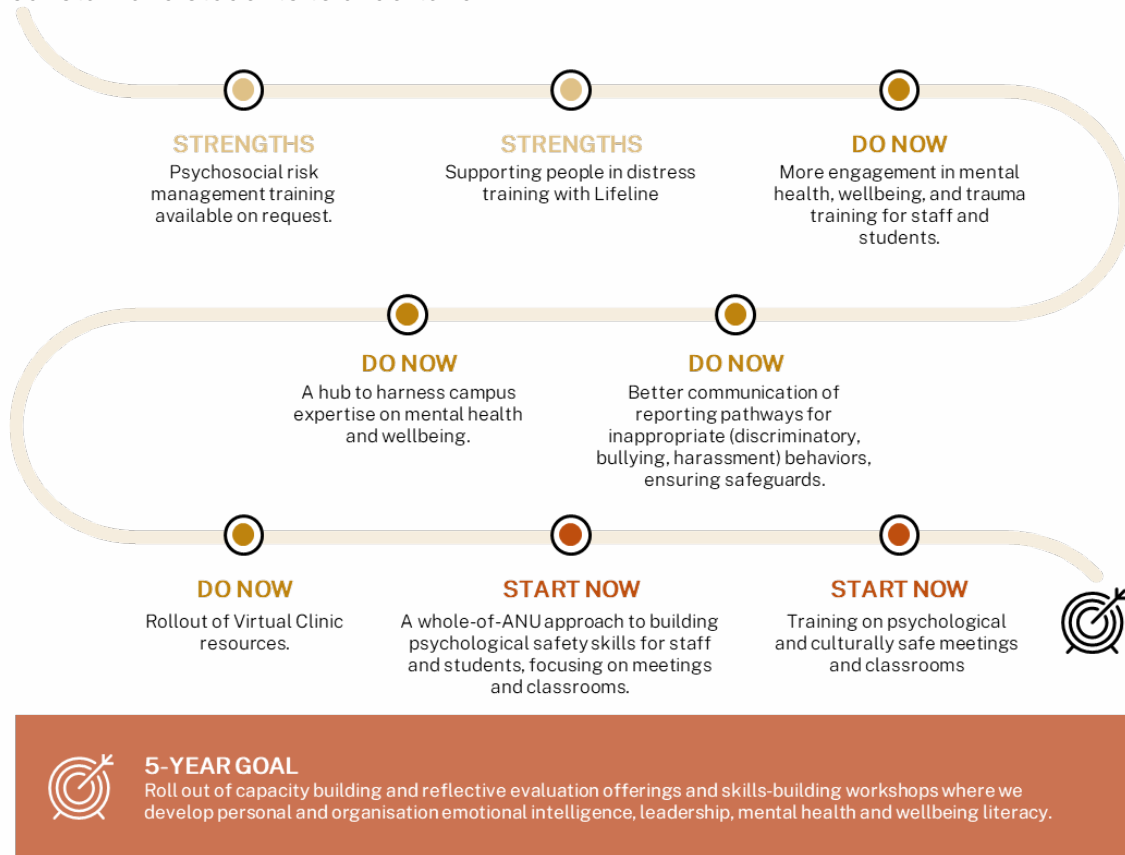 STRENGTHS
Psychosocial risk
management training
available on request.
STRENGTHS
Supporting people in distress
training with Lifeline
DO NOW
More engagement in mental
health, wellbeing, and trauma
training for staff and
students.
DO NOW
A hub to harness campus
expertise on mental health
and wellbeing.
DO NOW
Better communication of
reporting pathways for
inappropriate (discriminatory,
bullying, harassment) behaviors,
ensuring safeguards.
DO NOW
Rollout of Virtual Clinic
resources.
START NOW
A whole-of-ANU approach to building
psychological safety skills for staff
and students, focusing on meetings
and classrooms.
START NOW
Training on psychological
and culturally safe meetings
and classrooms
5-YEAR GOAL
Roll out of capacity building and reflective evaluation offerings and skills-building workshops where we
develop personal and organisation emotional intelligence, leadership, mental health and wellbeing literacy.